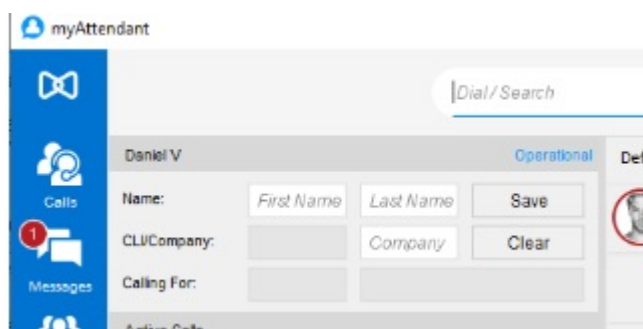 myAttendant
Dial / Search
Daniel V Operational
Calls
Name: First Name Last Name Save
CLI/Company: Company Clear
1
Messages
Calling For: